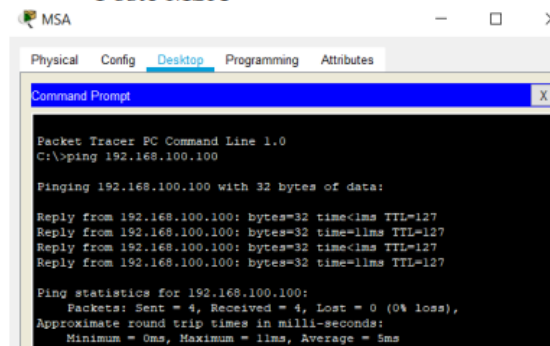 MSA
Physical Config Desktop Programming Attributes
Command Prompt
X
Packet Tracer PC Command Line 1.0
C:\>ping 192.168.100.100
Pinging 192.168.100.100 with 32 bytes of data:
Reply from 192.168.100.100: bytes=32 time<1ms TTL=127
Reply from 192.168.100.100: bytes=32 time=11ms TTL=127
Reply from 192.168.100.100: bytes=32 time<1ms TTL=127
Reply from 192.168.100.100: bytes=32 time=11ms TTL=127
Ping statistics for 192.168.100.100:
Packets: Sent = 4, Received = 4, Lost = 0 (0% loss),
Approximate round trip times in milli-seconds:
Minimum = 0ms, Maximum = 11ms, Average = 5ms